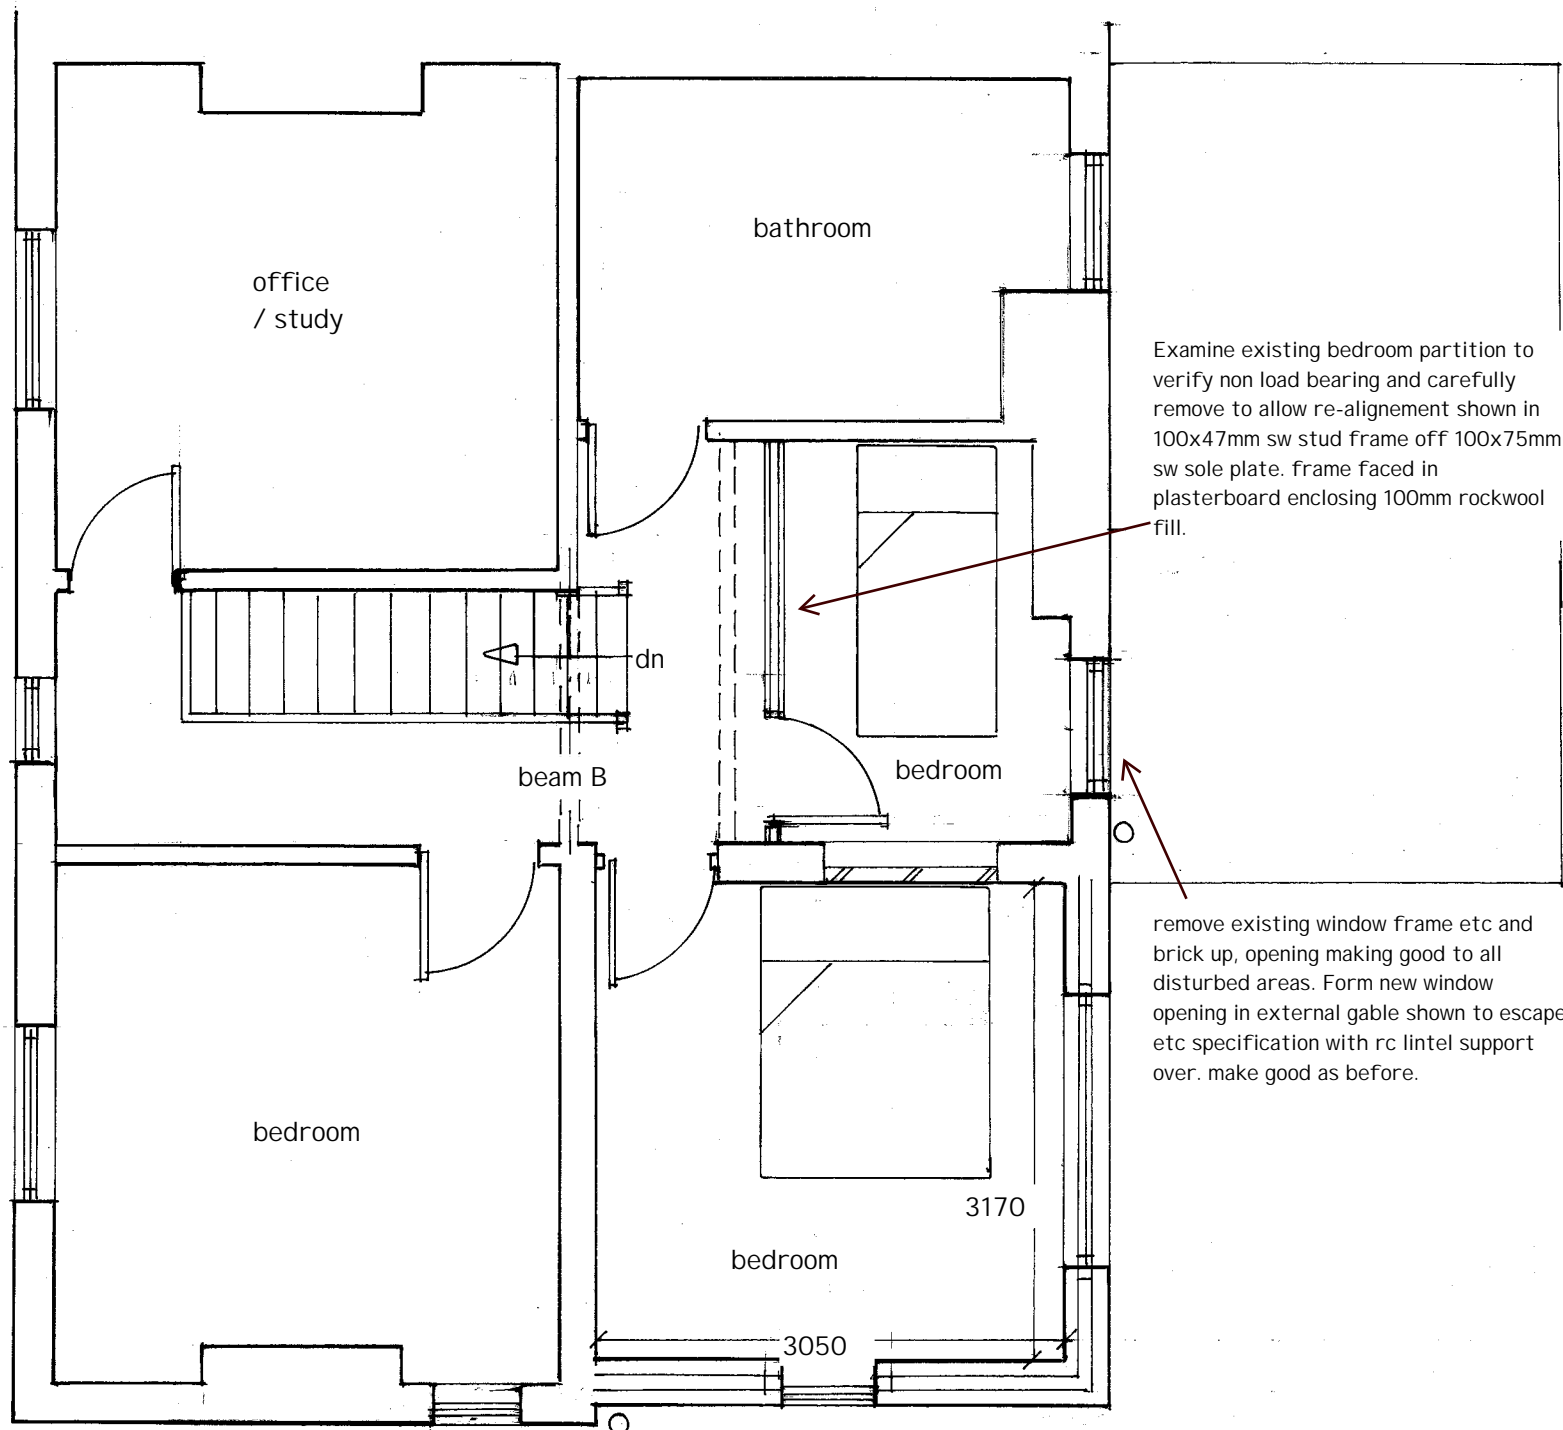 bathroom
office
/ study
Examine existing bedroom partition to
verify non load bearing and carefully
remove to allow re-alignement shown in
100x47mm sw stud frame off 100x75mm
sw sole plate. frame faced in
plasterboard enclosing 100mm rockwool
fill.
dn
beam B
bedroom
remove existing window frame etc and
brick up, opening making good to all
disturbed areas. Form new window
opening in external gable shown to escape
etc specification with rc lintel support
over. make good as before.
bedroom
3170
bedroom
3050